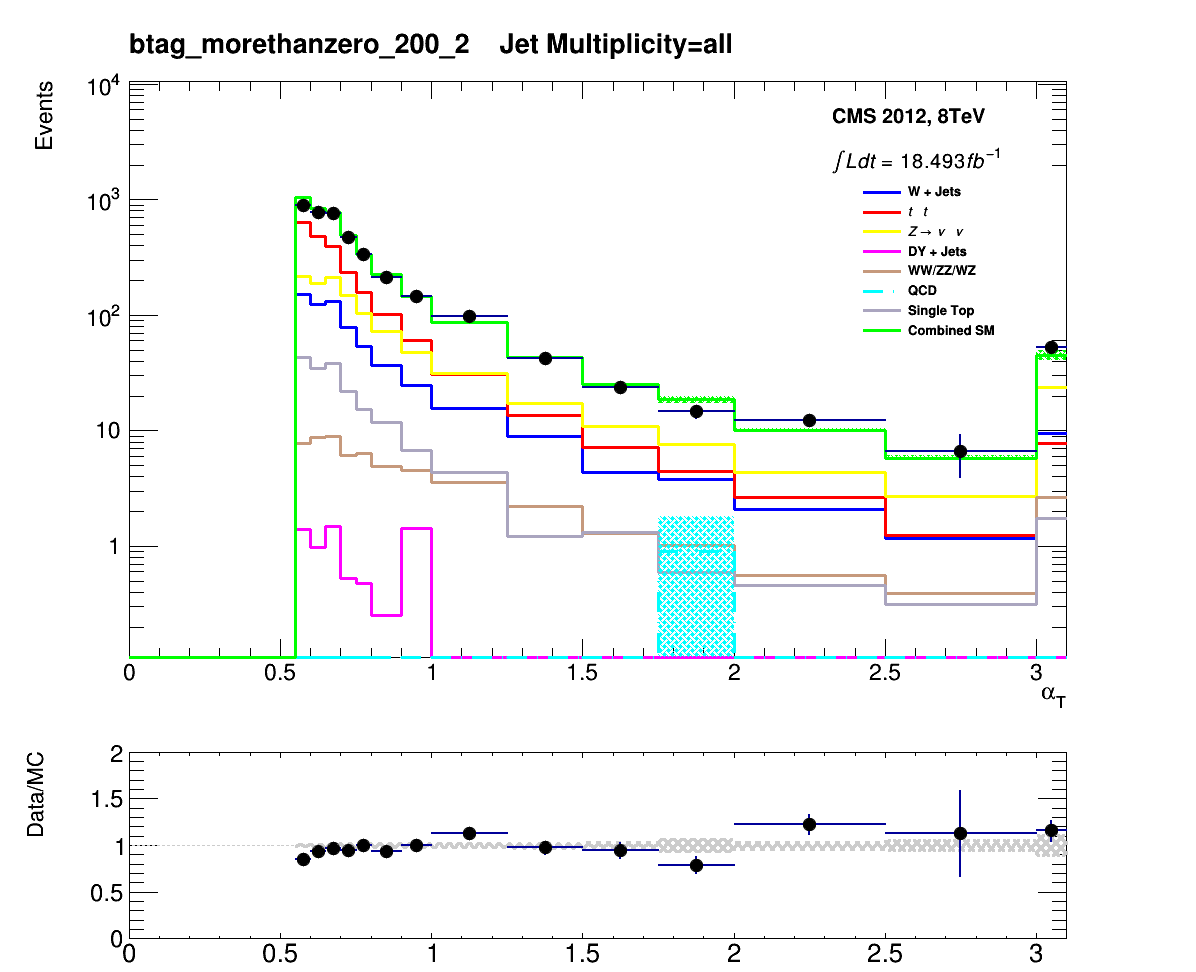 btag_morethanzero_200_2 Jet Multiplicity=all
Events
10⁴
10³
10²
10
1
CMS 2012, 8TeV
∫Ldt = 18.493fb⁻¹
W + Jets
t t
Z→ ν ν
DY + Jets
WW/ZZ/WZ
QCD
Single Top
Combined SM
0 0.5 1 1.5 2 2.5 3
α_T
Data/MC
2
1.5
1
0.5
0
0 0.5 1 1.5 2 2.5 3